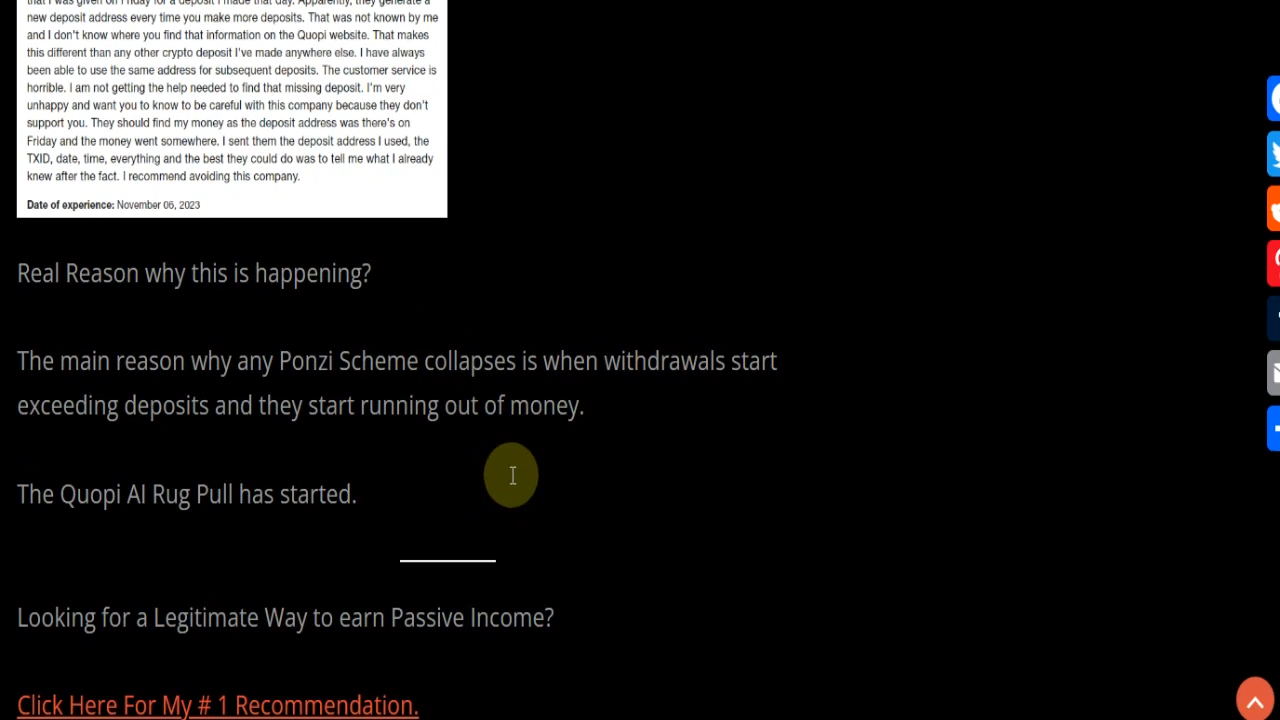 that I was given on Friday for a deposit I made that day. Apparently, they generate a
new deposit address every time you make more deposits. That was not known by me
and I don't know where you find that information on the Quopi website. That makes
this different than any other crypto deposit I've made anywhere else. I have always
been able to use the same address for subsequent deposits. The customer service is
horrible. I am not getting the help needed to find that missing deposit. I'm very
unhappy and want you to know to be careful with this company because they don't
support you. They should find my money as the deposit address was there's on
Friday and the money went somewhere. I sent them the deposit address I used, the
TXID, date, time, everything and the best they could do was to tell me what I already
knew after the fact. I recommend avoiding this company.
Date of experience: November 06, 2023
Real Reason why this is happening?
The main reason why any Ponzi Scheme collapses is when withdrawals start
exceeding deposits and they start running out of money.
The Quopi AI Rug Pull has started.
Looking for a Legitimate Way to earn Passive Income?
Click Here For My # 1 Recommendation.